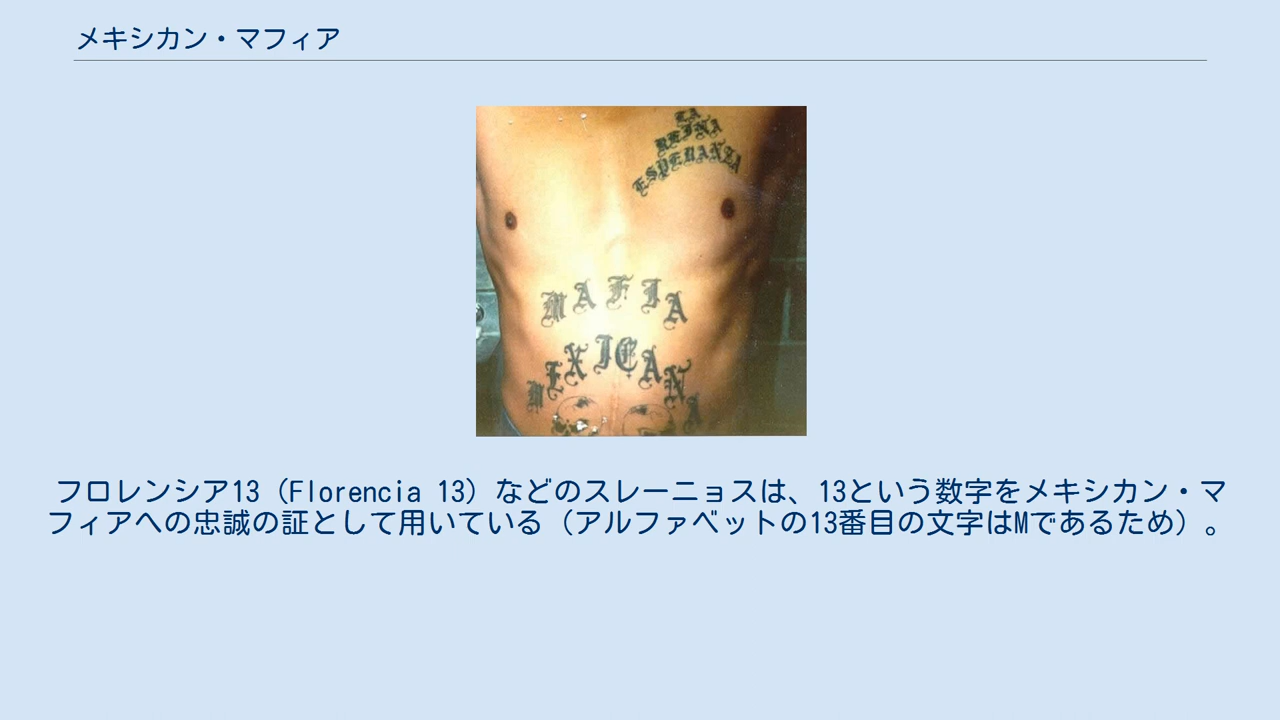 メキシカン・マフィア
LA
REINA
ESPERANZA
MAFIA
MEXICANA
フロレンシア13（Florencia 13）などのスレーニョスは、13という数字をメキシカン・マ
フィアへの忠誠の証として用いている（アルファベットの13番目の文字はMであるため）。